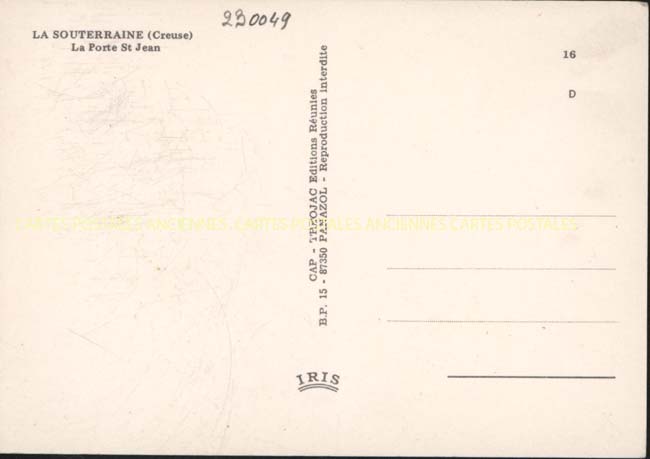 230049
LA SOUTERRAINE (Creuse)
La Porte St Jean
16
D
CAP - THEOJAC Editions Réunies
B.P. 15 - 87350 PANAZOL - Reproduction interdite
CARTES POSTALES ANCIENNES CARTES POSTALES ANCIENNES CARTES POSTALES
IRIS